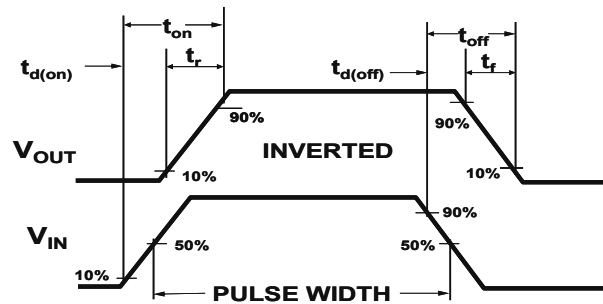 t_on
t_d(on) t_r
t_off
t_d(off) t_f
90% 90%
V_OUT INVERTED
10% 10%
90%
V_IN 50% 50%
10%
PULSE WIDTH